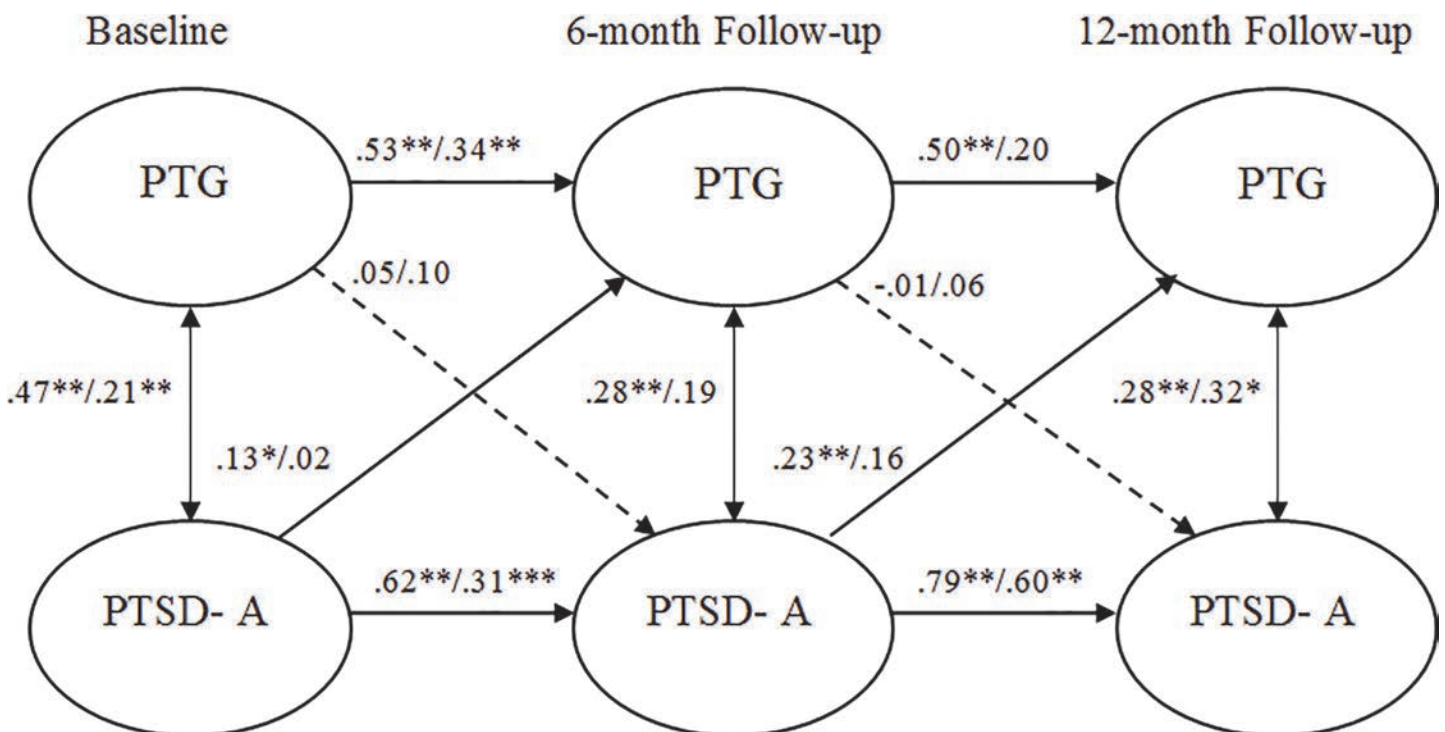 Baseline 6-month Follow-up 12-month Follow-up
.53**/.34** .50**/.20
PTG PTG PTG
.05/.10 -.01/.06
.47**/.21** .28**/.19 .28**/.32*
.13*/.02 .23**/.16
.62**/.31*** .79**/.60**
PTSD- A PTSD- A PTSD- A